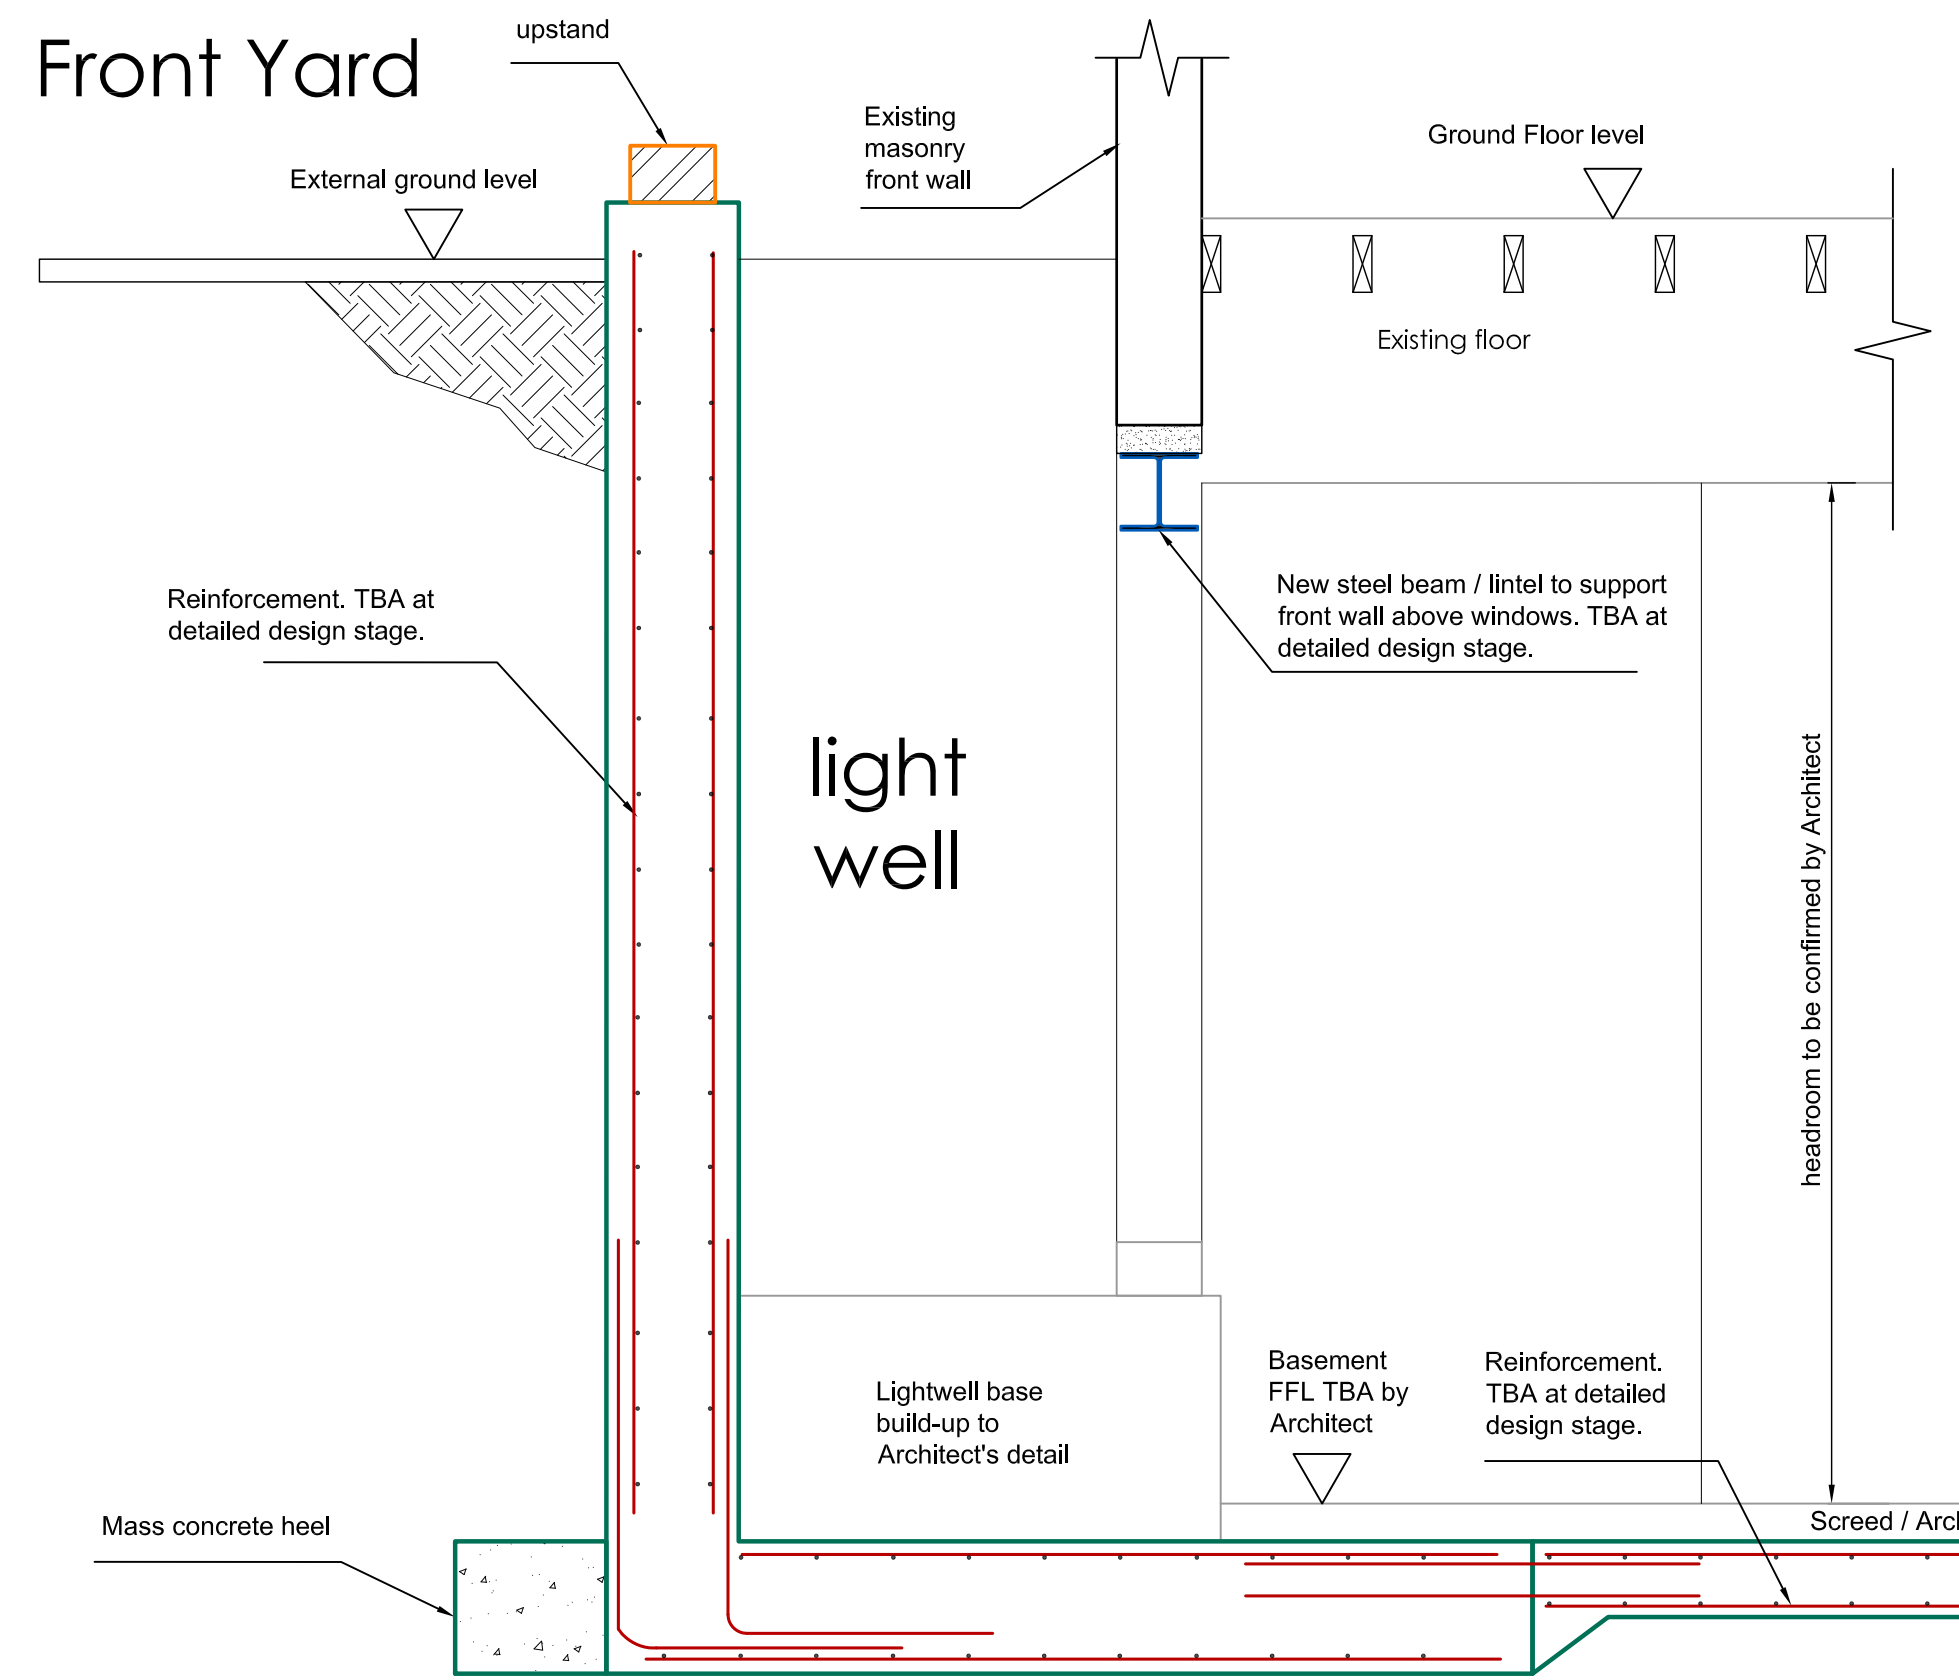 Front Yard
upstand
External ground level
Existing
masonry
front wall
Ground Floor level
Existing floor
Reinforcement. TBA at
detailed design stage.
New steel beam / lintel to support
front wall above windows. TBA at
detailed design stage.
light
well
headroom to be confirmed by Architect
Lightwell base
build-up to
Architect's detail
Basement
FFL TBA by
Architect
Reinforcement.
TBA at detailed
design stage.
Mass concrete heel
Screed /